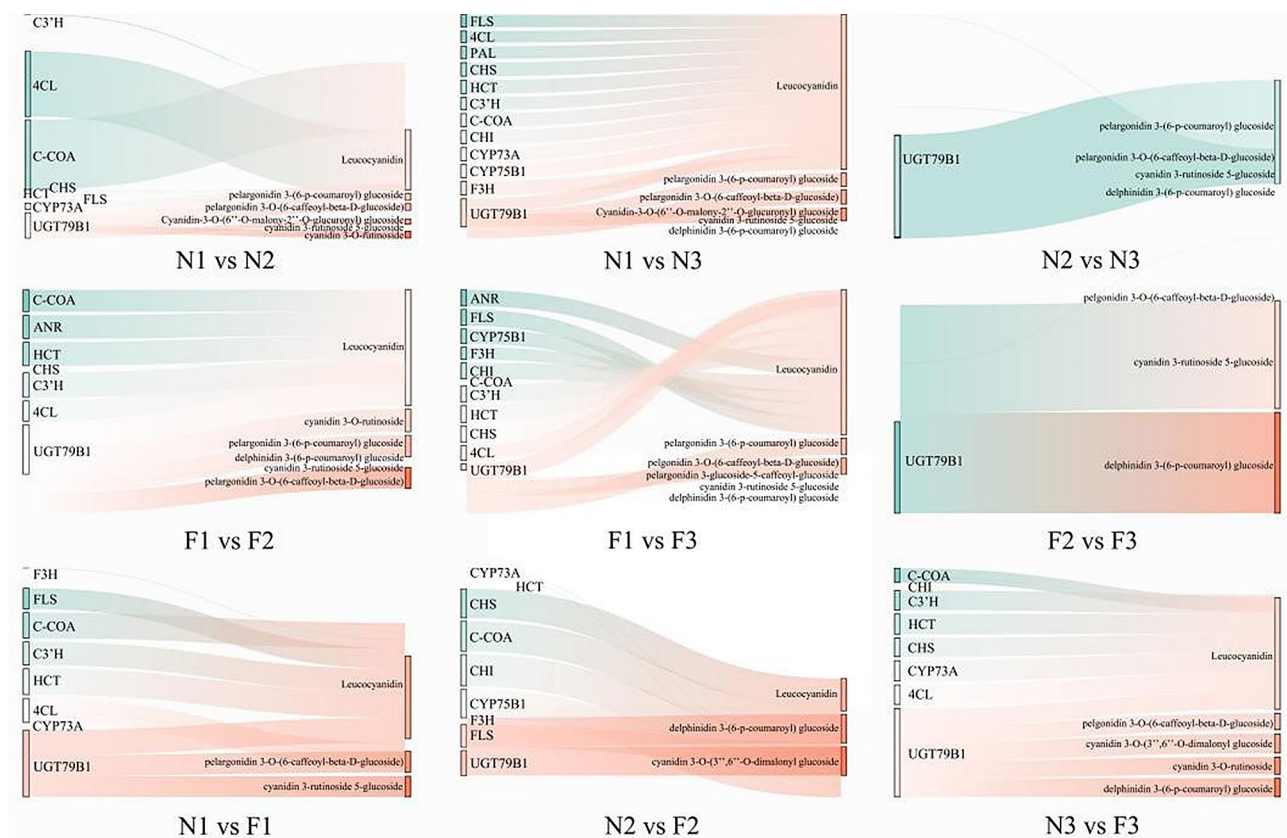 C3'H
4CL
C-COA
HCT
CHS
FLS
CYP73A
UGT79B1
Leucocyanidin
pelargonidin 3-(6-p-coumaroyl) glucoside
pelargonidin 3-O-(6-caffeoyl-beta-D-glucoside)
Cyanidin-3-O-(6''-O-malony-2''-O-glucuronyl glucoside
cyanidin 3-rutinoside 5-glucoside
cyanidin 3-O-rutinoside
N1 vs N2
FLS
4CL
PAL
CHS
HCT
C3'H
C-COA
CHI
CYP73A
CYP75B1
F3H
UGT79B1
Leucocyanidin
pelargonidin 3-(6-p-coumaroyl) glucoside
pelargonidin 3-O-(6-caffeoyl-beta-D-glucoside)
Cyanidin-3-O-(6''-O-malony-2''-O-glucuronyl glucoside
cyanidin 3-rutinoside 5-glucoside
delphinidin 3-(6-p-coumaroyl) glucoside
N1 vs N3
UGT79B1
pelargonidin 3-(6-p-coumaroyl) glucoside
pelargonidin 3-O-(6-caffeoyl-beta-D-glucoside)
cyanidin 3-rutinoside 5-glucoside
delphinidin 3-(6-p-coumaroyl) glucoside
N2 vs N3
C-COA
ANR
HCT
CHS
C3'H
4CL
UGT79B1
Leucocyanidin
cyanidin 3-O-rutinoside
pelargonidin 3-(6-p-coumaroyl) glucoside
delphinidin 3-(6-p-coumaroyl) glucoside
cyanidin 3-rutinoside 5-glucoside
pelargonidin 3-O-(6-caffeoyl-beta-D-glucoside)
F1 vs F2
ANR
FLS
CYP75B1
F3H
CHI
C-COA
C3'H
HCT
CHS
4CL
UGT79B1
Leucocyanidin
pelargonidin 3-(6-p-coumaroyl) glucoside
pelgonidin 3-O-(6-caffeoyl-beta-D-glucoside)
pelargonidin 3-glucoside-5-caffeoyl-glucoside
cyanidin 3-rutinoside 5-glucoside
delphinidin 3-(6-p-coumaroyl) glucoside
F1 vs F3
UGT79B1
pelgonidin 3-O-(6-caffeoyl-beta-D-glucoside)
cyanidin 3-rutinoside 5-glucoside
delphinidin 3-(6-p-coumaroyl) glucoside
F2 vs F3
F3H
FLS
C-COA
C3'H
HCT
4CL
CYP73A
UGT79B1
Leucocyanidin
pelargonidin 3-O-(6-caffeoyl-beta-D-glucoside)
cyanidin 3-rutinoside 5-glucoside
N1 vs F1
CYP73A
HCT
CHS
C-COA
CHI
CYP75B1
F3H
FLS
UGT79B1
Leucocyanidin
delphinidin 3-(6-p-coumaroyl) glucoside
cyanidin 3-O-(3'',6''-O-dimalonyl glucoside
N2 vs F2
C-COA
CHI
C3'H
HCT
CHS
CYP73A
4CL
UGT79B1
Leucocyanidin
pelgonidin 3-O-(6-caffeoyl-beta-D-glucoside)
cyanidin 3-O-(3'',6''-O-dimalonyl glucoside
cyanidin 3-O-rutinoside
delphinidin 3-(6-p-coumaroyl) glucoside
N3 vs F3